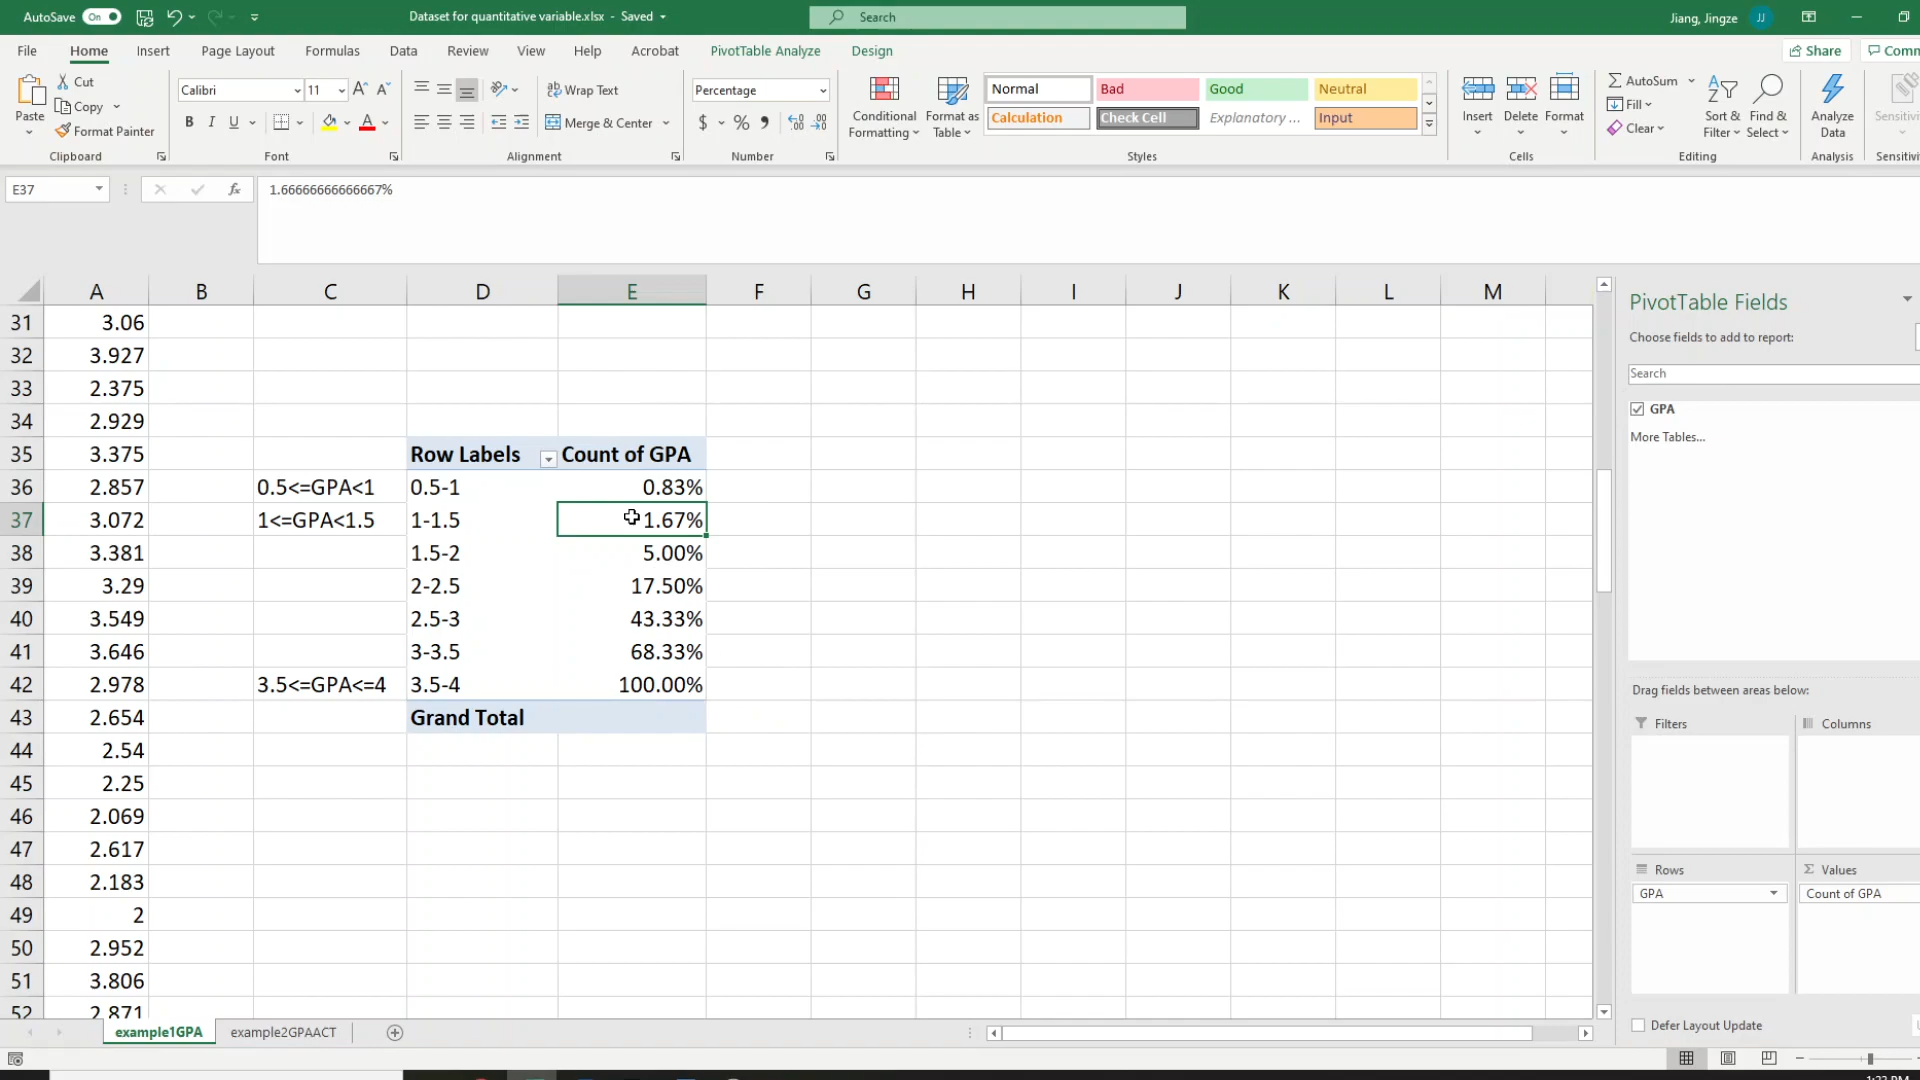 AutoSave On Dataset for quantitative variable.xlsx - Saved Search Jiang, Jingze JJ
File Home Insert Page Layout Formulas Data Review View Help Acrobat PivotTable Analyze Design Share Comm
Paste Cut Copy Format Painter Clipboard
Calibri 11 B I U Font
Wrap Text Merge & Center Alignment
Percentage $ % Number
Conditional Formatting Format as Table
Normal Bad Good Neutral
Calculation Check Cell Explanatory ... Input
Styles
Insert Delete Format Cells
AutoSum Fill Clear Sort & Filter Find & Select Editing
Analyze Data Analysis
Sensitiv Sensitivi
E37 fx 1.66666666666667%
A B C D E F G H I J K L M
31 3.06
32 3.927
33 2.375
34 2.929
35 3.375 Row Labels Count of GPA
36 2.857 0.5<=GPA<1 0.5-1 0.83%
37 3.072 1<=GPA<1.5 1-1.5 1.67%
38 3.381 1.5-2 5.00%
39 3.29 2-2.5 17.50%
40 3.549 2.5-3 43.33%
41 3.646 3-3.5 68.33%
42 2.978 3.5<=GPA<=4 3.5-4 100.00%
43 2.654 Grand Total
44 2.54
45 2.25
46 2.069
47 2.617
48 2.183
49 2
50 2.952
51 3.806
52 2.871
PivotTable Fields
Choose fields to add to report:
Search
GPA
More Tables...
Drag fields between areas below:
Filters Columns
Rows Σ Values
GPA Count of GPA
Defer Layout Update
example1GPA example2GPAACT